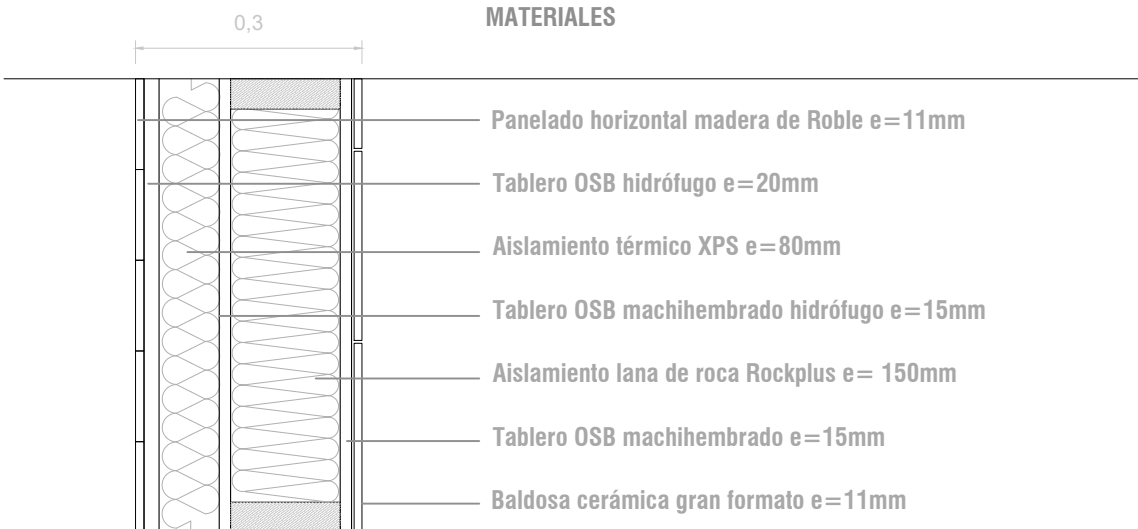 MATERIALES
0,3
Panelado horizontal madera de Roble e=11mm
Tablero OSB hidrófugo e=20mm
Aislamiento térmico XPS e=80mm
Tablero OSB machihembrado hidrófugo e=15mm
Aislamiento lana de roca Rockplus e= 150mm
Tablero OSB machihembrado e=15mm
Baldosa cerámica gran formato e=11mm